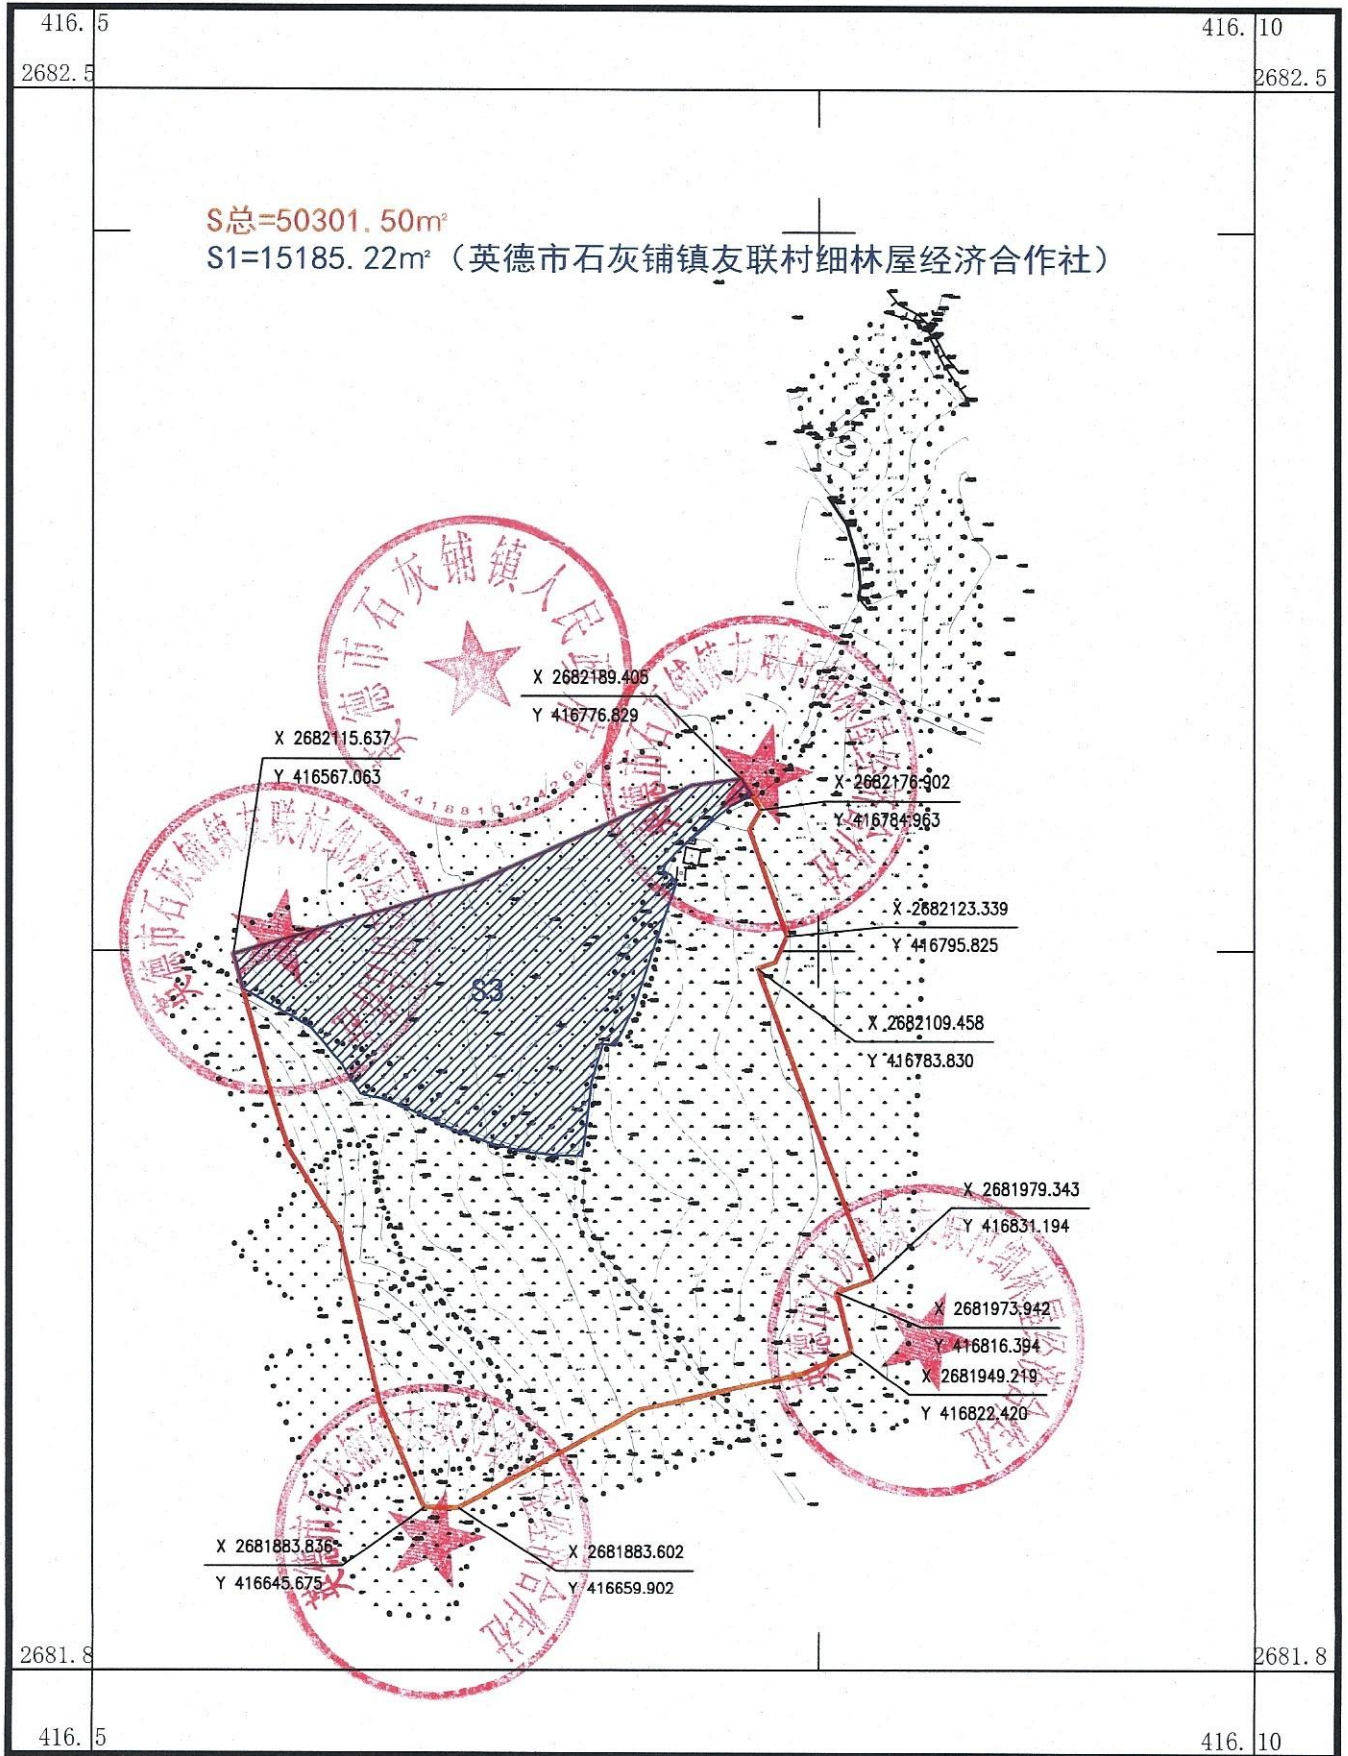 416.5
416.10
2682.5
2682.5
S总=50301.50m²
S1=15185.22m²（英德市石灰铺镇友联村细林屋经济合作社）
英德市石灰铺镇人民
X 2682189.405
Y 416776.829
X 2682115.637
Y 416567.063
4418810124266
X 2682176.902
Y 416784.963
X 2682123.339
Y 416795.825
S3
X 2682109.458
Y 416783.830
X 2681979.343
Y 416831.194
X 2681973.942
Y 416816.394
X 2681949.219
Y 416822.420
X 2681883.836
Y 416645.675
X 2681883.602
Y 416659.902
2681.8
2681.8
416.5
416.10